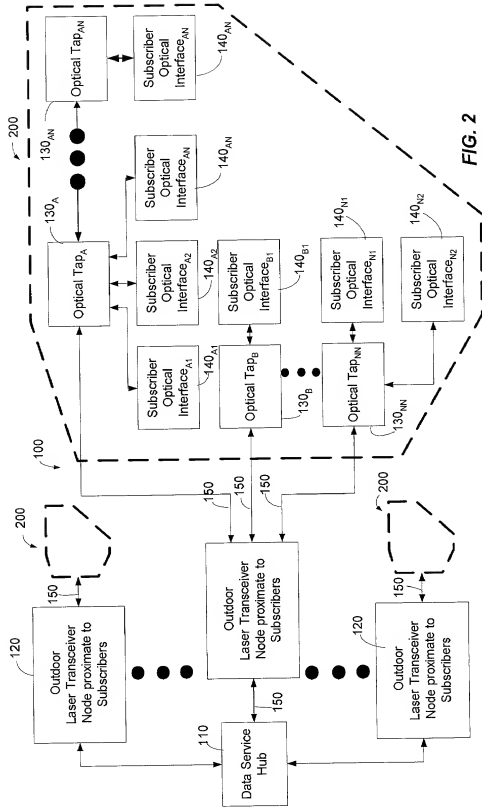 200
Optical Tap_AN
130_AN
Subscriber
Optical
Interface_AN
140_AN
130_A
Optical Tap_A
Subscriber
Optical
Interface_AN
140_AN
Subscriber
Optical
Interface_A2
140_A2
Subscriber
Optical
Interface_A1
140_A1
Subscriber
Optical
Interface_B1
140_B1
Optical Tap_B
130_B
Subscriber
Optical
Interface_N1
140_N1
Optical Tap_NN
130_NN
Subscriber
Optical
Interface_N2
140_N2
FIG. 2
100
150
150
150
200
150
120
Outdoor
Laser Transceiver
Node proximate to
Subscribers
Outdoor
Laser Transceiver
Node proximate to
Subscribers
200
150
120
Outdoor
Laser Transceiver
Node proximate to
Subscribers
150
110
Data Service
Hub